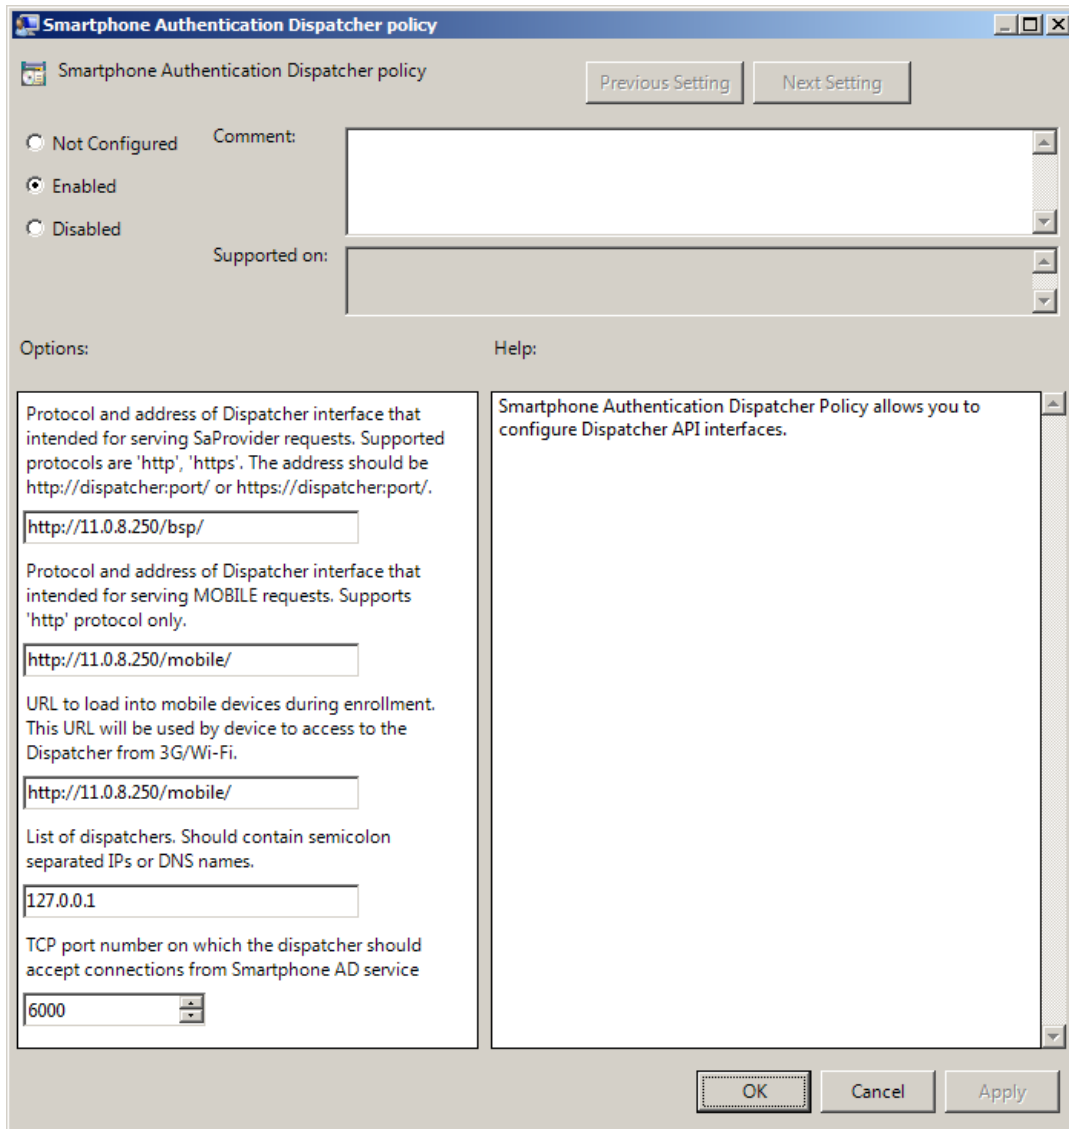 Smartphone Authentication Dispatcher policy
Smartphone Authentication Dispatcher policy
Previous Setting
Next Setting
Not Configured
Comment:
Enabled
Disabled
Supported on:
Options:
Help:
Protocol and address of Dispatcher interface that
intended for serving SaProvider requests. Supported
protocols are 'http', 'https'. The address should be
http://dispatcher:port/ or https://dispatcher:port/.
http://11.0.8.250/bsp/
Protocol and address of Dispatcher interface that
intended for serving MOBILE requests. Supports
'http' protocol only.
http://11.0.8.250/mobile/
URL to load into mobile devices during enrollment.
This URL will be used by device to access to the
Dispatcher from 3G/Wi-Fi.
http://11.0.8.250/mobile/
List of dispatchers. Should contain semicolon
separated IPs or DNS names.
127.0.0.1
TCP port number on which the dispatcher should
accept connections from Smartphone AD service
6000
Smartphone Authentication Dispatcher Policy allows you to
configure Dispatcher API interfaces.
OK
Cancel
Apply